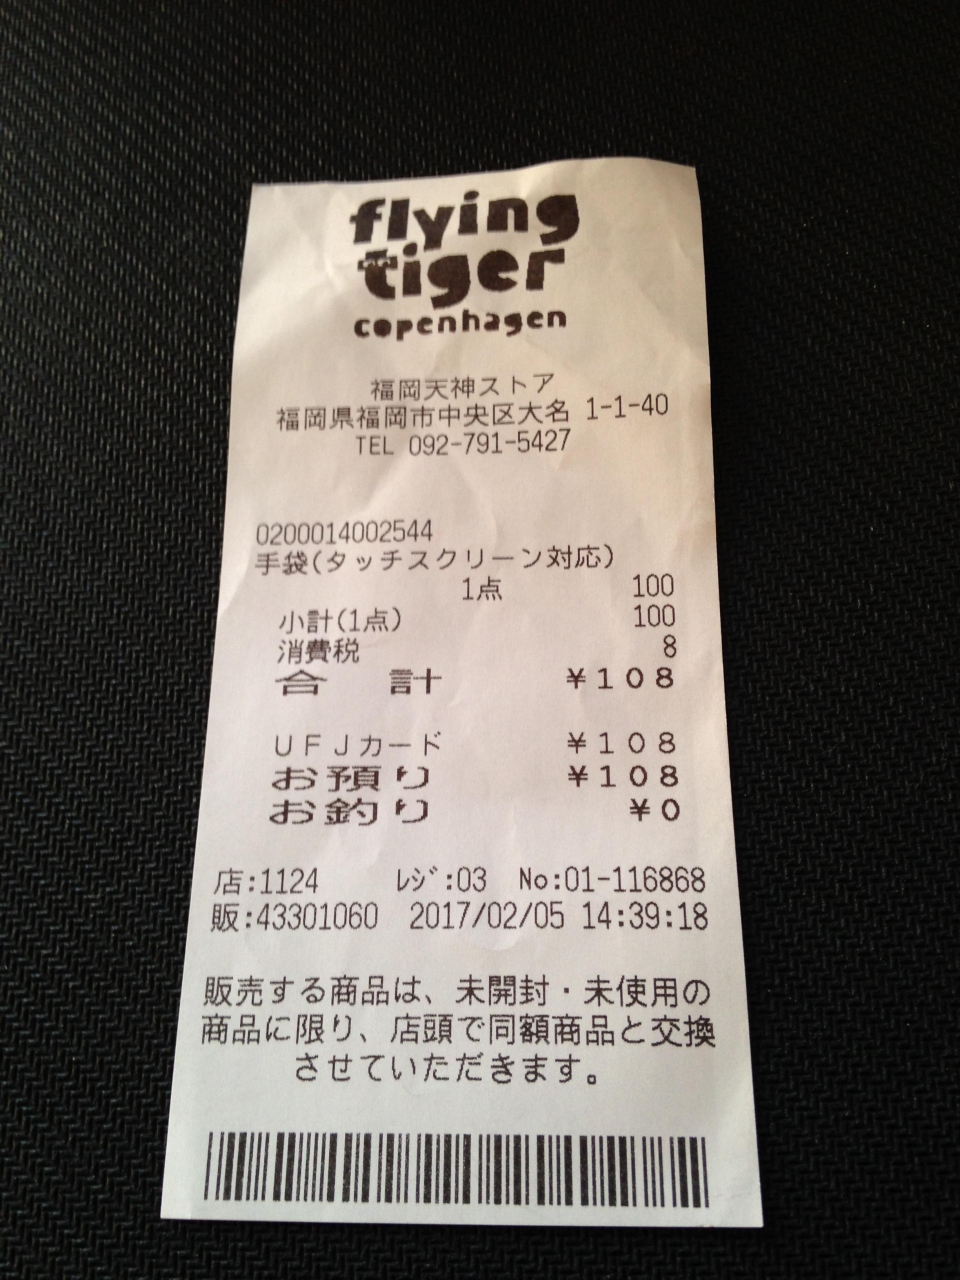 flying
tiger
copenhagen
福岡天神ストア
福岡県福岡市中央区大名 1-1-40
TEL 092-791-5427
0200014002544
手袋(タッチスクリーン対応)
1点 100
小計(1点) 100
消費税 8
合 計 ¥108
UFJカード ¥108
お預り ¥108
お釣り ¥0
店:1124 レジ:03 No:01-116868
販:43301060 2017/02/05 14:39:18
販売する商品は、未開封・未使用の
商品に限り、店頭で同額商品と交換
させていただきます。